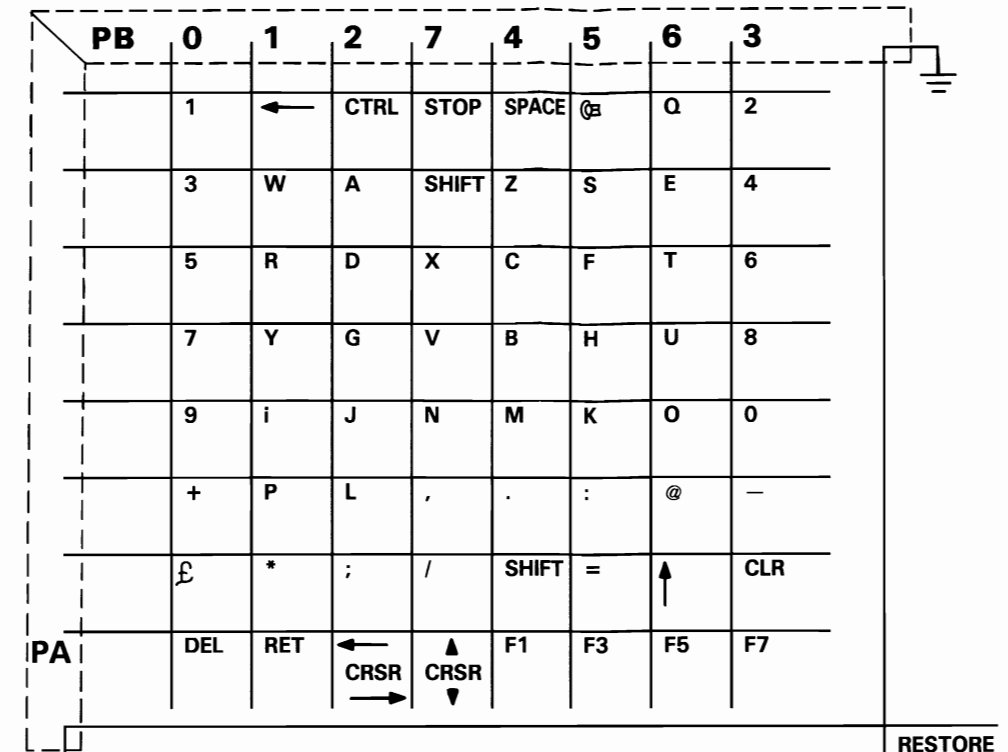 PB 0 1 2 7 4 5 6 3
1 ← CTRL STOP SPACE Q 2
3 W A SHIFT Z S E 4
5 R D X C F T 6
7 Y G V B H U 8
9 i J N M K O 0
+ P L , . : @ —
£ * ; / SHIFT = ↑ CLR
PA DEL RET ← ▲ F1 F3 F5 F7
CRSR CRSR
→ ▼
RESTORE